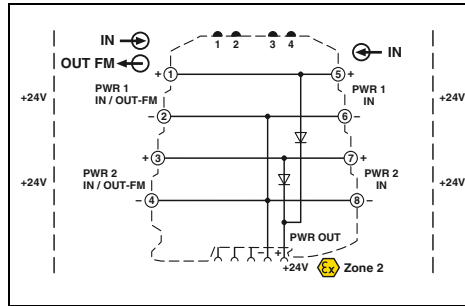 IN
1 2 3 4
IN
OUT FM
+ 1
5 +
PWR 1
IN / OUT-FM
PWR 1
IN
+24V
+24V
- 2
6 -
+ 3
7 +
PWR 2
IN / OUT-FM
PWR 2
IN
+24V
+24V
- 4
8 -
PWR OUT
- +
+24V
Ex Zone 2